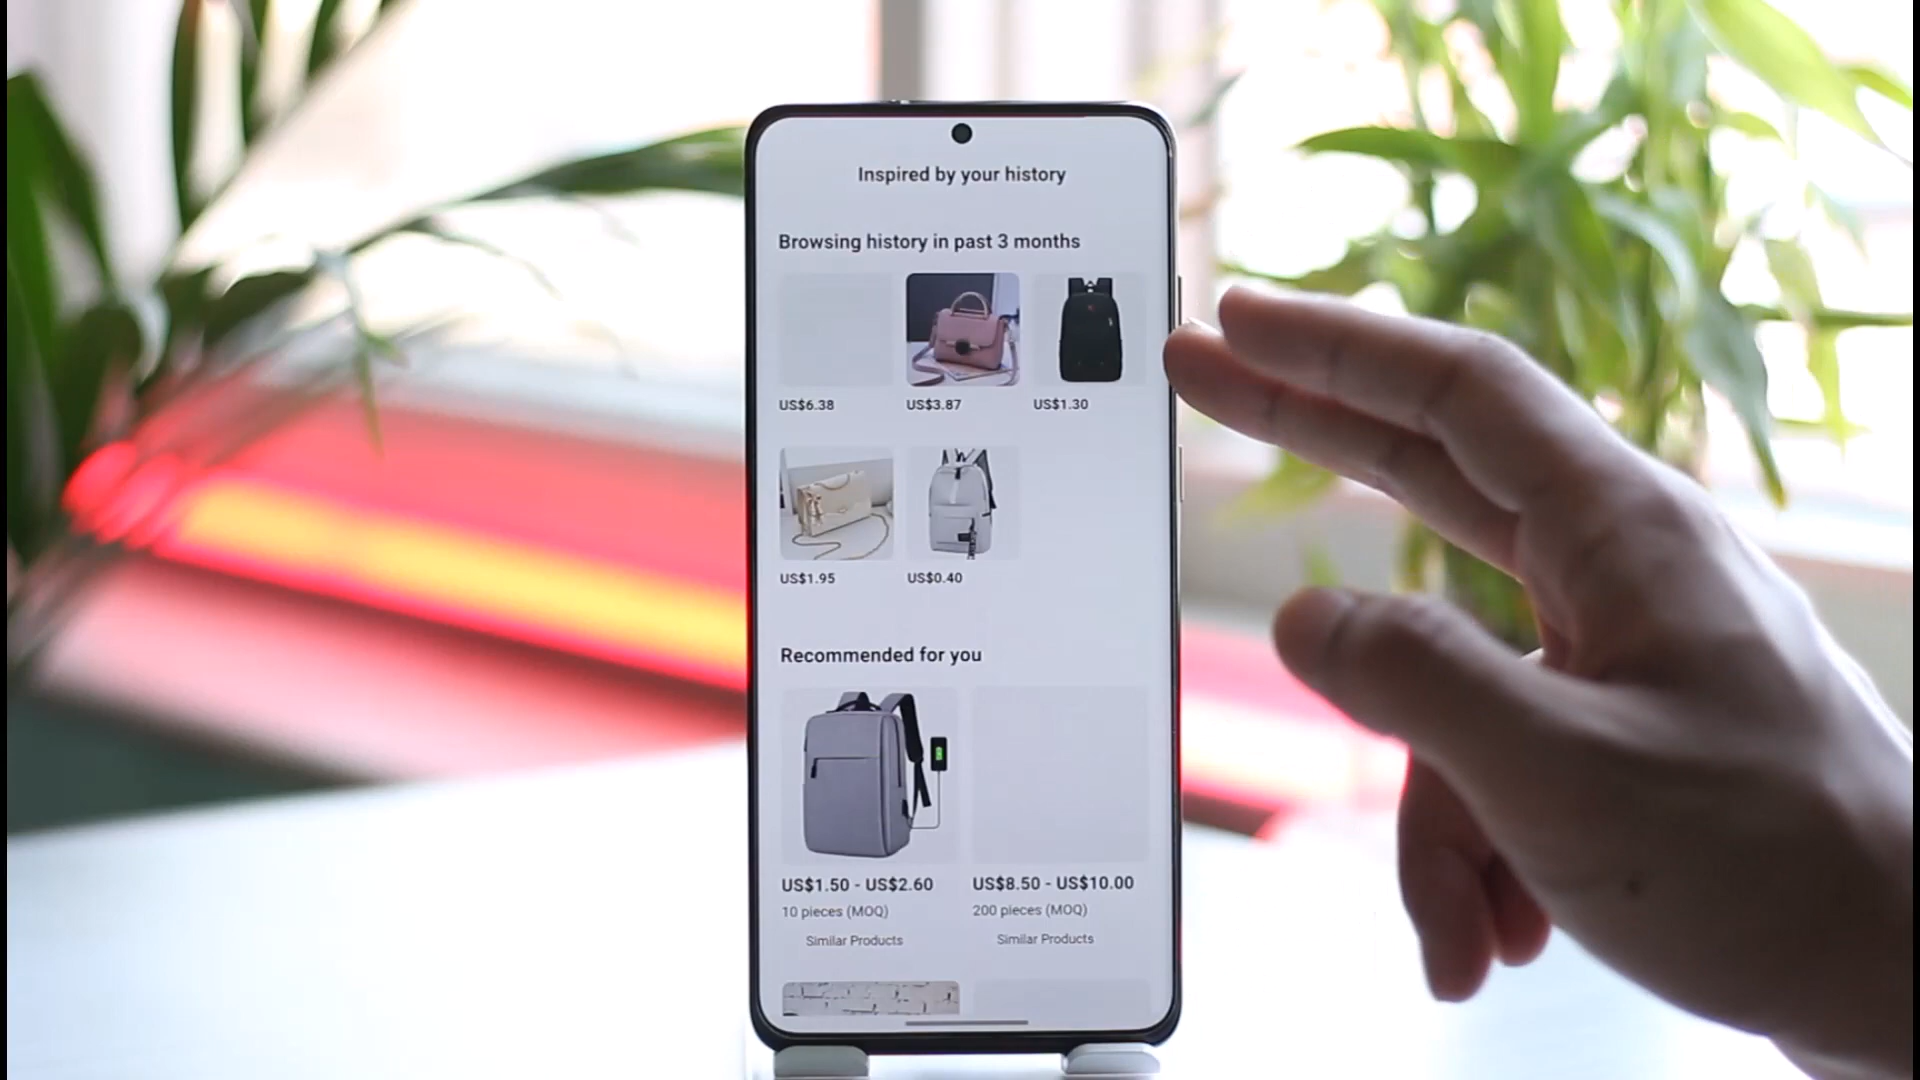 Inspired by your history
Browsing history in past 3 months
US$6.38
US$3.87
US$1.30
US$1.95
US$0.40
Recommended for you
US$1.50 - US$2.60
US$8.50 - US$10.00
10 pieces (MOQ)
200 pieces (MOQ)
Similar Products
Similar Products